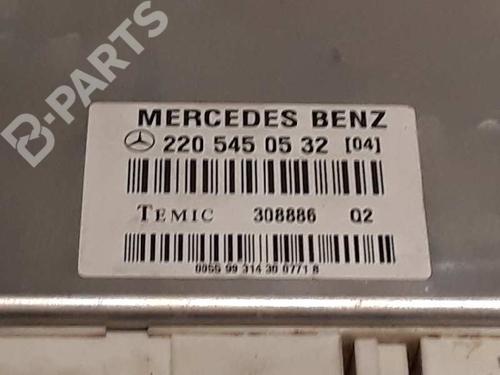 B-PARTS
MERCEDES BENZ
220 545 05 32 [04]
TEMIC 308886 Q2
0055 99 314 30 0771 8